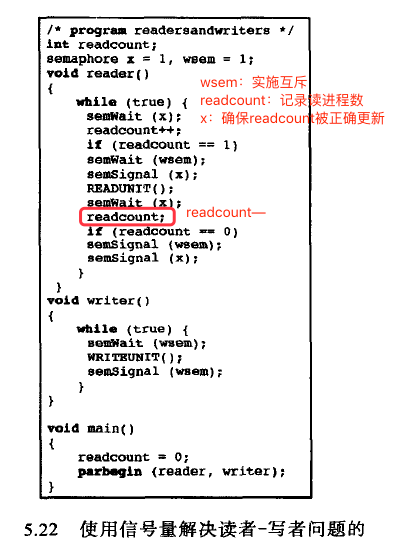 /* program readersandwriters */
int readcount;
semaphore x = 1, wsem = 1;
void reader()
{
while (true) {
semWait (x);
readcount++;
if (readcount == 1)
semWait (wsem);
semSignal (x);
READUNIT();
semWait (x);
readcount;
if (readcount == 0)
semSignal (wsem);
semSignal (x);
}
}
void writer()
{
while (true) {
semWait (wsem);
WRITEUNIT();
semSignal (wsem);
}
}
void main()
{
readcount = 0;
parbegin (reader, writer);
}
wsem：实施互斥
readcount：记录读进程数
x：确保readcount被正确更新
readcount—
5.22 使用信号量解决读者-写者问题的